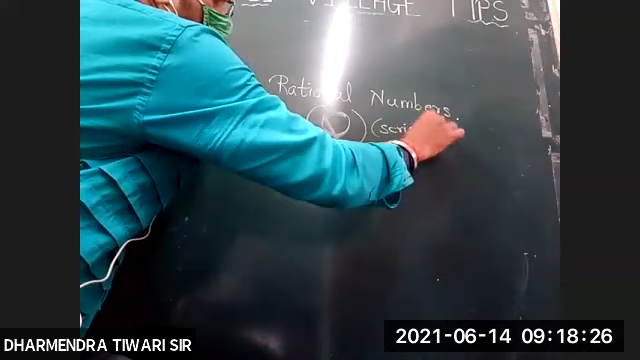 VILLAGE TIPS
Rational Numbers.
DHARMENDRA TIWARI SIR
2021-06-14 09:18:26